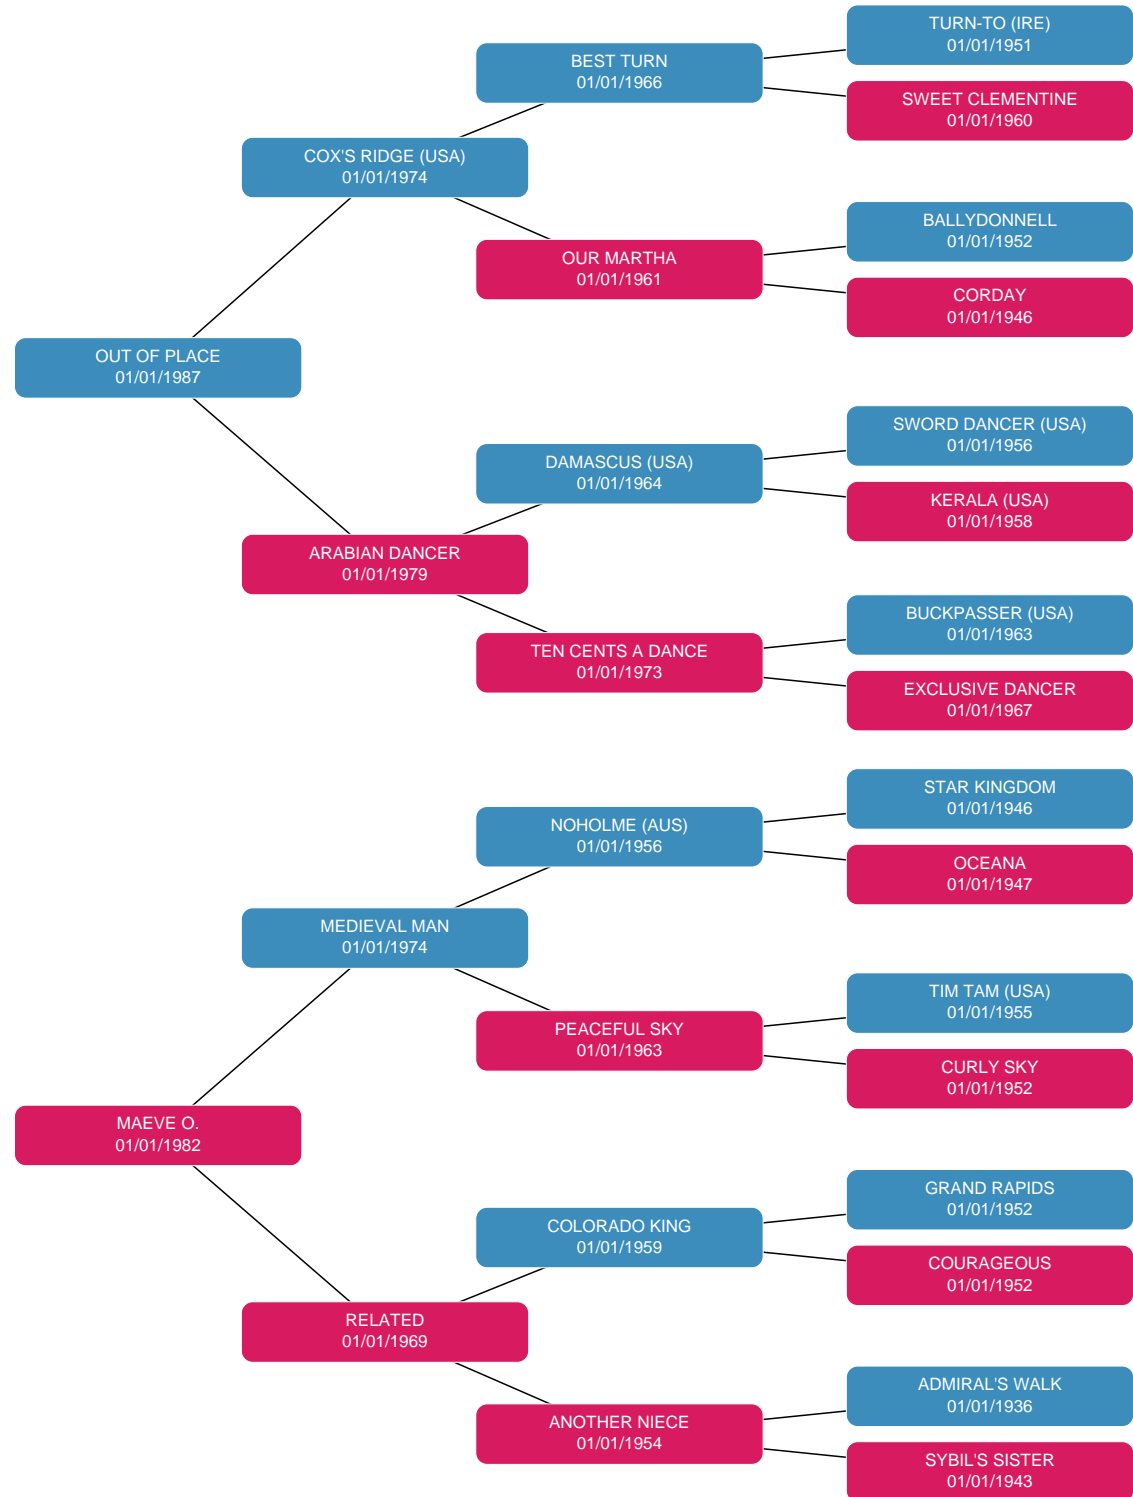 TURN-TO (IRE)
01/01/1951
BEST TURN
01/01/1966
SWEET CLEMENTINE
01/01/1960
COX'S RIDGE (USA)
01/01/1974
BALLYDONNELL
01/01/1952
OUR MARTHA
01/01/1961
CORDAY
01/01/1946
OUT OF PLACE
01/01/1987
SWORD DANCER (USA)
01/01/1956
DAMASCUS (USA)
01/01/1964
KERALA (USA)
01/01/1958
ARABIAN DANCER
01/01/1979
BUCKPASSER (USA)
01/01/1963
TEN CENTS A DANCE
01/01/1973
EXCLUSIVE DANCER
01/01/1967
STAR KINGDOM
01/01/1946
NOHOLME (AUS)
01/01/1956
OCEANA
01/01/1947
MEDIEVAL MAN
01/01/1974
TIM TAM (USA)
01/01/1955
PEACEFUL SKY
01/01/1963
CURLY SKY
01/01/1952
MAEVE O.
01/01/1982
GRAND RAPIDS
01/01/1952
COLORADO KING
01/01/1959
COURAGEOUS
01/01/1952
RELATED
01/01/1969
ADMIRAL'S WALK
01/01/1936
ANOTHER NIECE
01/01/1954
SYBIL'S SISTER
01/01/1943